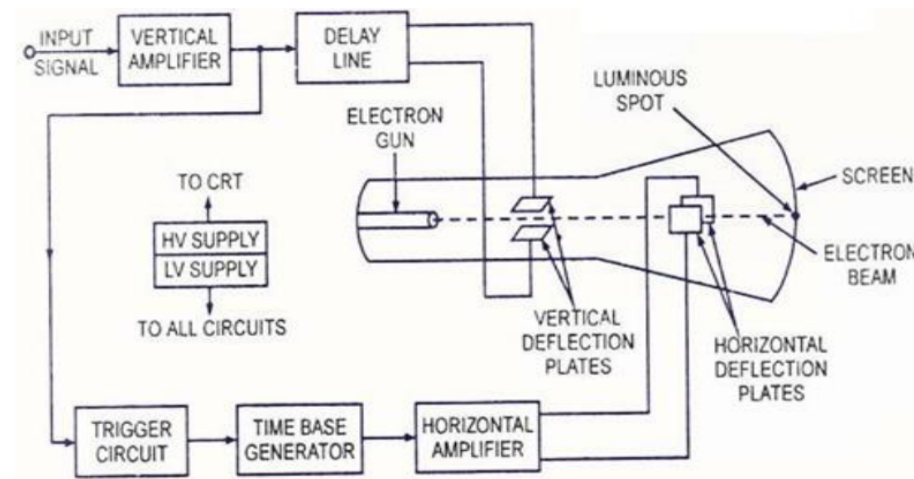 INPUT
SIGNAL
VERTICAL
AMPLIFIER
DELAY
LINE
LUMINOUS
SPOT
ELECTRON
GUN
SCREEN
TO CRT
HV SUPPLY
LV SUPPLY
TO ALL CIRCUITS
ELECTRON
BEAM
VERTICAL
DEFLECTION
PLATES
HORIZONTAL
DEFLECTION
PLATES
TRIGGER
CIRCUIT
TIME BASE
GENERATOR
HORIZONTAL
AMPLIFIER